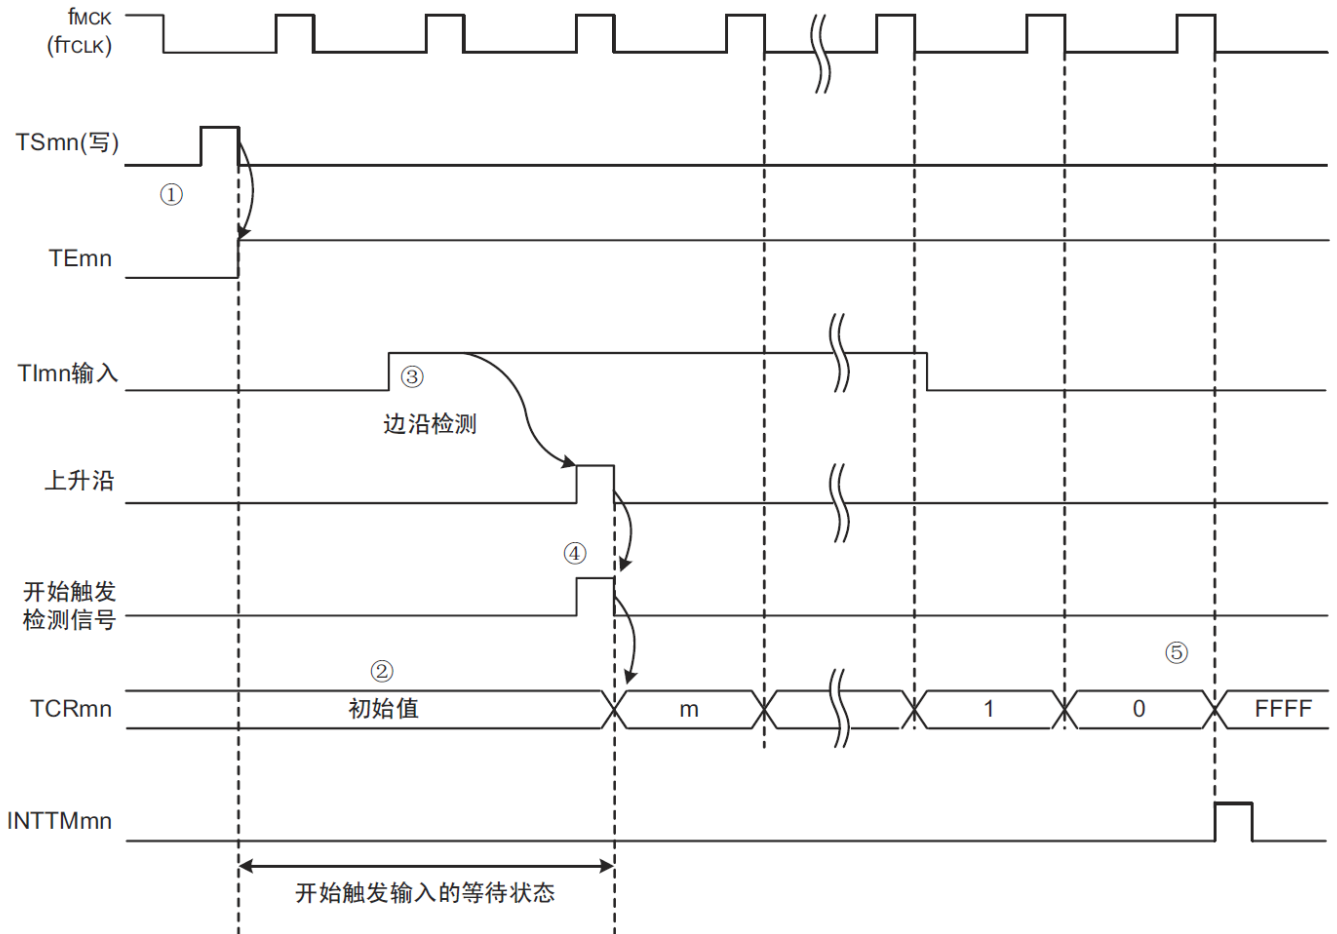 fMCK
(fTCLK)
TSmn(写)
①
TEmn
TImn输入
③
边沿检测
上升沿
④
开始触发
检测信号
②
⑤
TCRmn
初始值
m
1
0
FFFF
INTTMmn
开始触发输入的等待状态